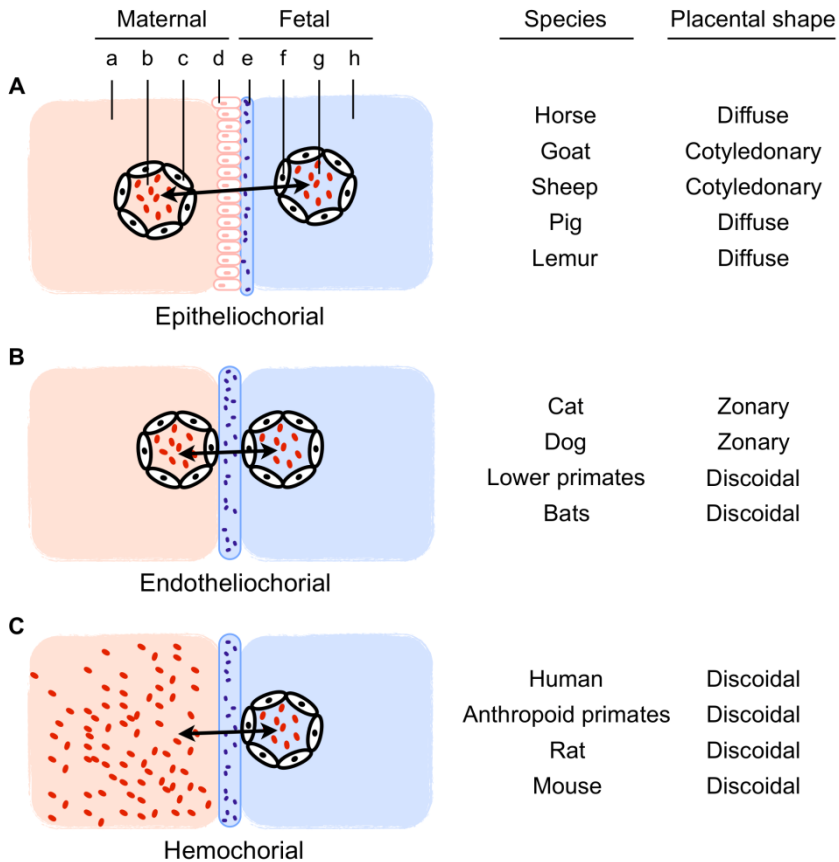 Maternal Fetal Species Placental shape
a b c d e f g h
A
Horse Diffuse
Goat Cotyledonary
Sheep Cotyledonary
Pig Diffuse
Lemur Diffuse
Epitheliochorial
B
Cat Zonary
Dog Zonary
Lower primates Discoidal
Bats Discoidal
Endotheliochorial
C
Human Discoidal
Anthropoid primates Discoidal
Rat Discoidal
Mouse Discoidal
Hemochorial